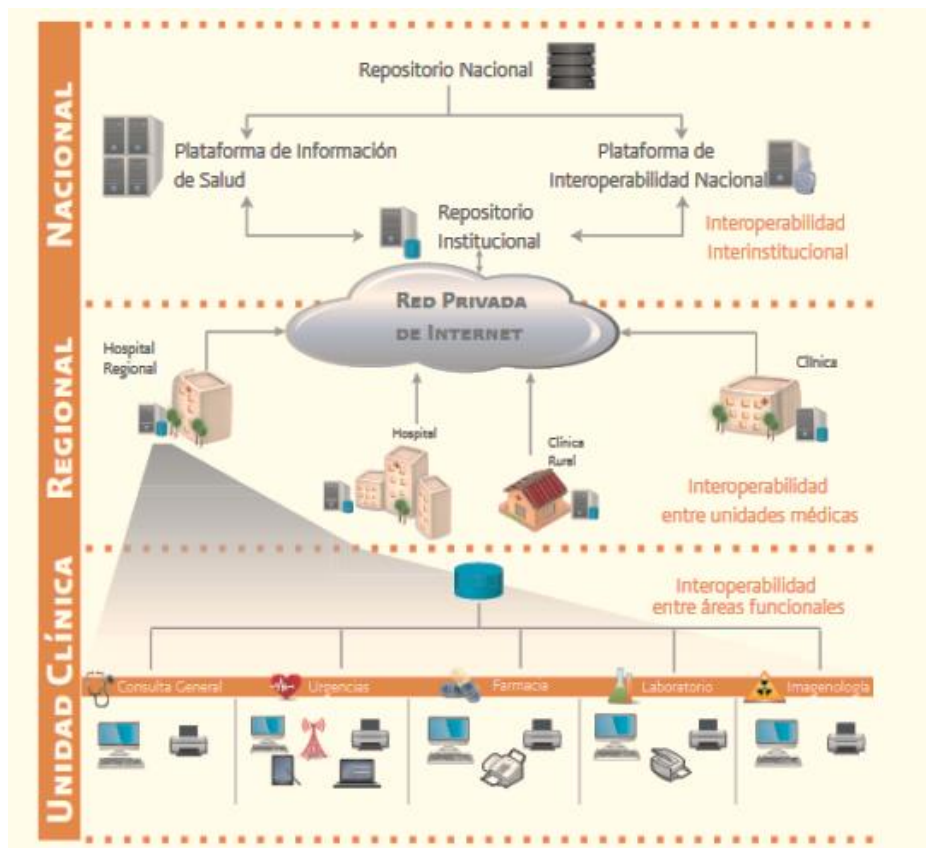 NACIONAL
Repositorio Nacional
Plataforma de Información
de Salud
Plataforma de
Interoperabilidad Nacional
Repositorio
Institucional
Interoperabilidad
Interinstitucional
RED PRIVADA
DE INTERNET
REGIONAL
Hospital
Regional
Hospital
Clínica
Rural
Clínica
Interoperabilidad
entre unidades médicas
UNIDAD CLÍNICA
Interoperabilidad
entre áreas funcionales
Consulta General
Urgencias
Farmacia
Laboratorio
Imagenología